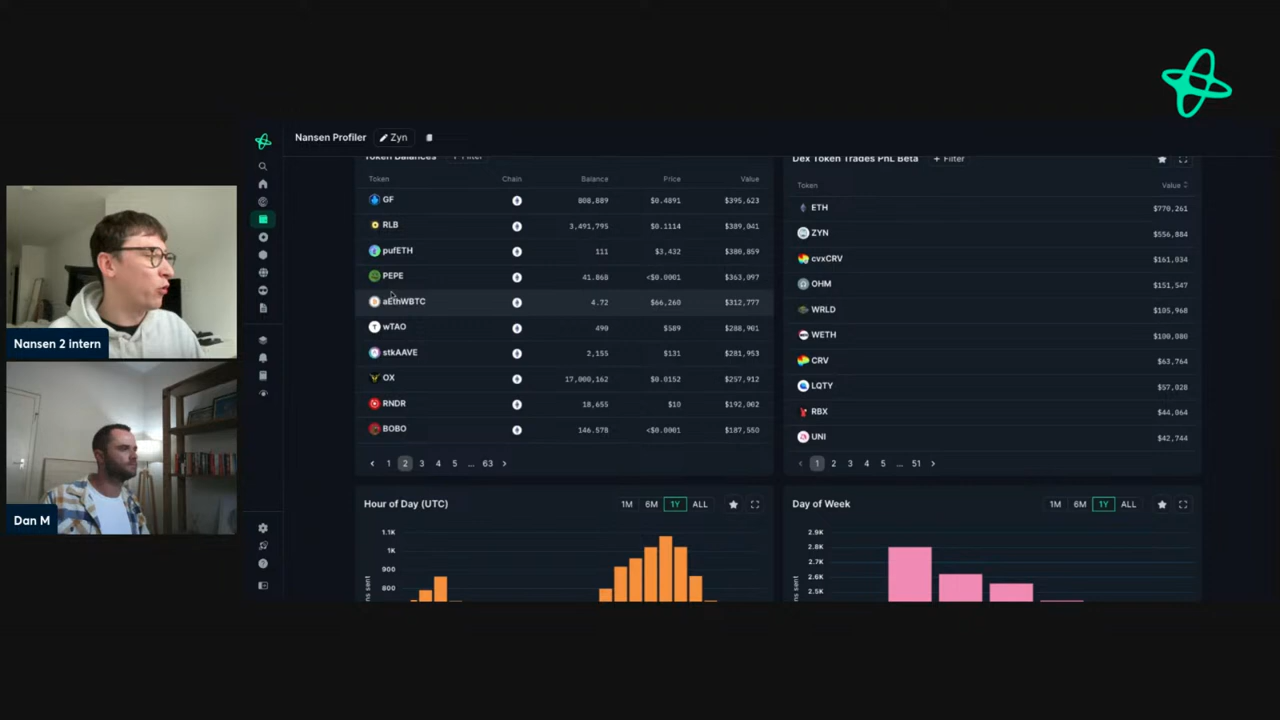 Nansen Profiler Zyn
Token Balances + Filter
Token Chain Balance Price Value
GF 808,889 $0.4891 $395,623
RLB 3,491,795 $0.1114 $389,041
pufETH 111 $3,432 $380,859
PEPE 41.868 <$0.0001 $363,097
aEthWBTC 4.72 $66,260 $312,777
wTAO 490 $589 $288,901
stkAAVE 2,155 $131 $281,953
OX 17,000,162 $0.0152 $257,912
RNDR 18,655 $10 $192,002
BOBO 146.578 <$0.0001 $187,550
1 2 3 4 5 ... 63
Dex Token Trades PnL Beta + Filter
Token Value
ETH $770,261
ZYN $556,884
cvxCRV $161,034
OHM $151,547
WRLD $105,968
WETH $100,080
CRV $63,764
LQTY $57,028
RBX $44,064
UNI $42,744
1 2 3 4 5 ... 51
Nansen 2 Intern
Dan M
Hour of Day (UTC) 1M 6M 1Y ALL
1.1K
1K
900
800
ns sent
Day of Week 1M 6M 1Y ALL
2.9K
2.8K
2.7K
2.6K
2.5K
ns sent